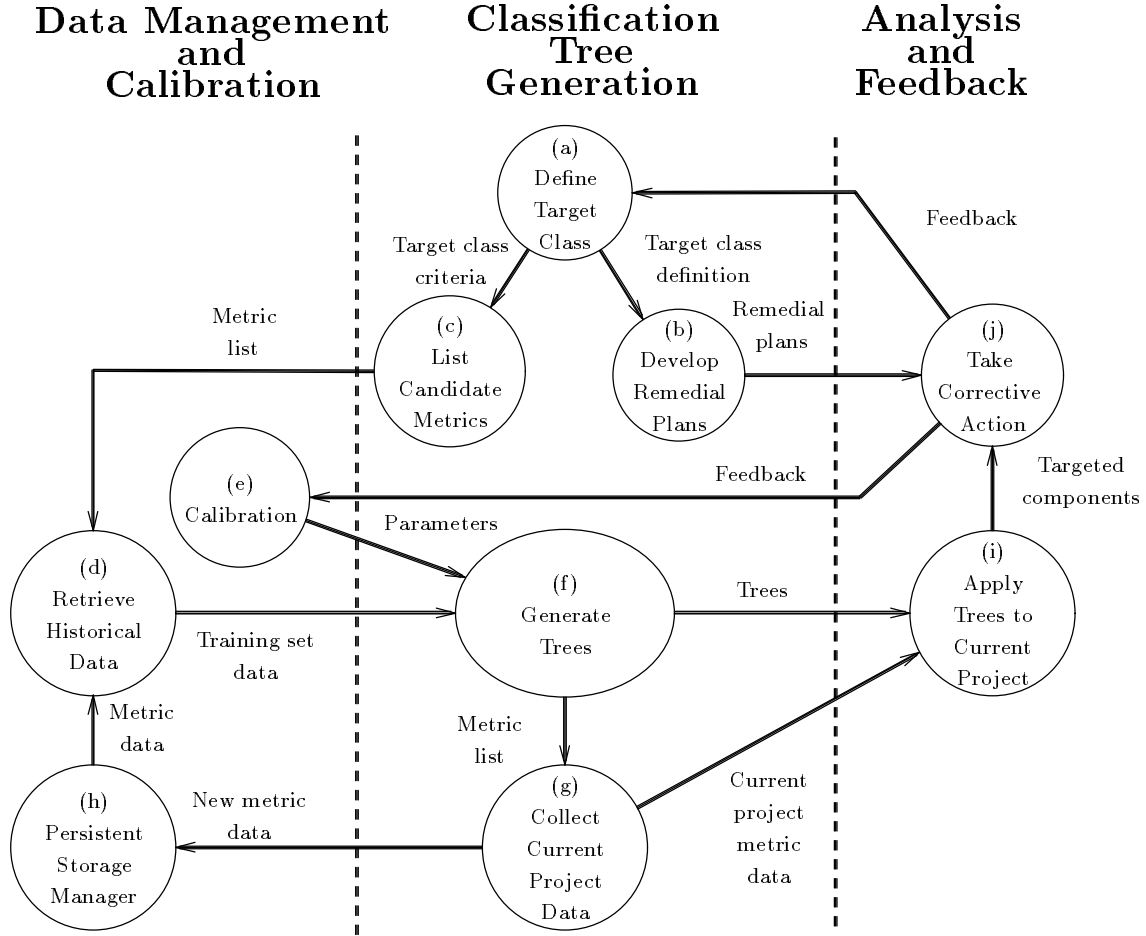 Data Management
and
Calibration
Classification
Tree
Generation
Analysis
and
Feedback
(a)
Define
Target
Class
Feedback
Target class
criteria
Target class
definition
Metric
list
(c)
List
Candidate
Metrics
(b)
Develop
Remedial
Plans
Remedial
plans
(j)
Take
Corrective
Action
(e)
Calibration
Feedback
Targeted
components
Parameters
(d)
Retrieve
Historical
Data
Training set
data
(f)
Generate
Trees
Trees
(i)
Apply
Trees to
Current
Project
Metric
data
Metric
list
(h)
Persistent
Storage
Manager
New metric
data
(g)
Collect
Current
Project
Data
Current
project
metric
data